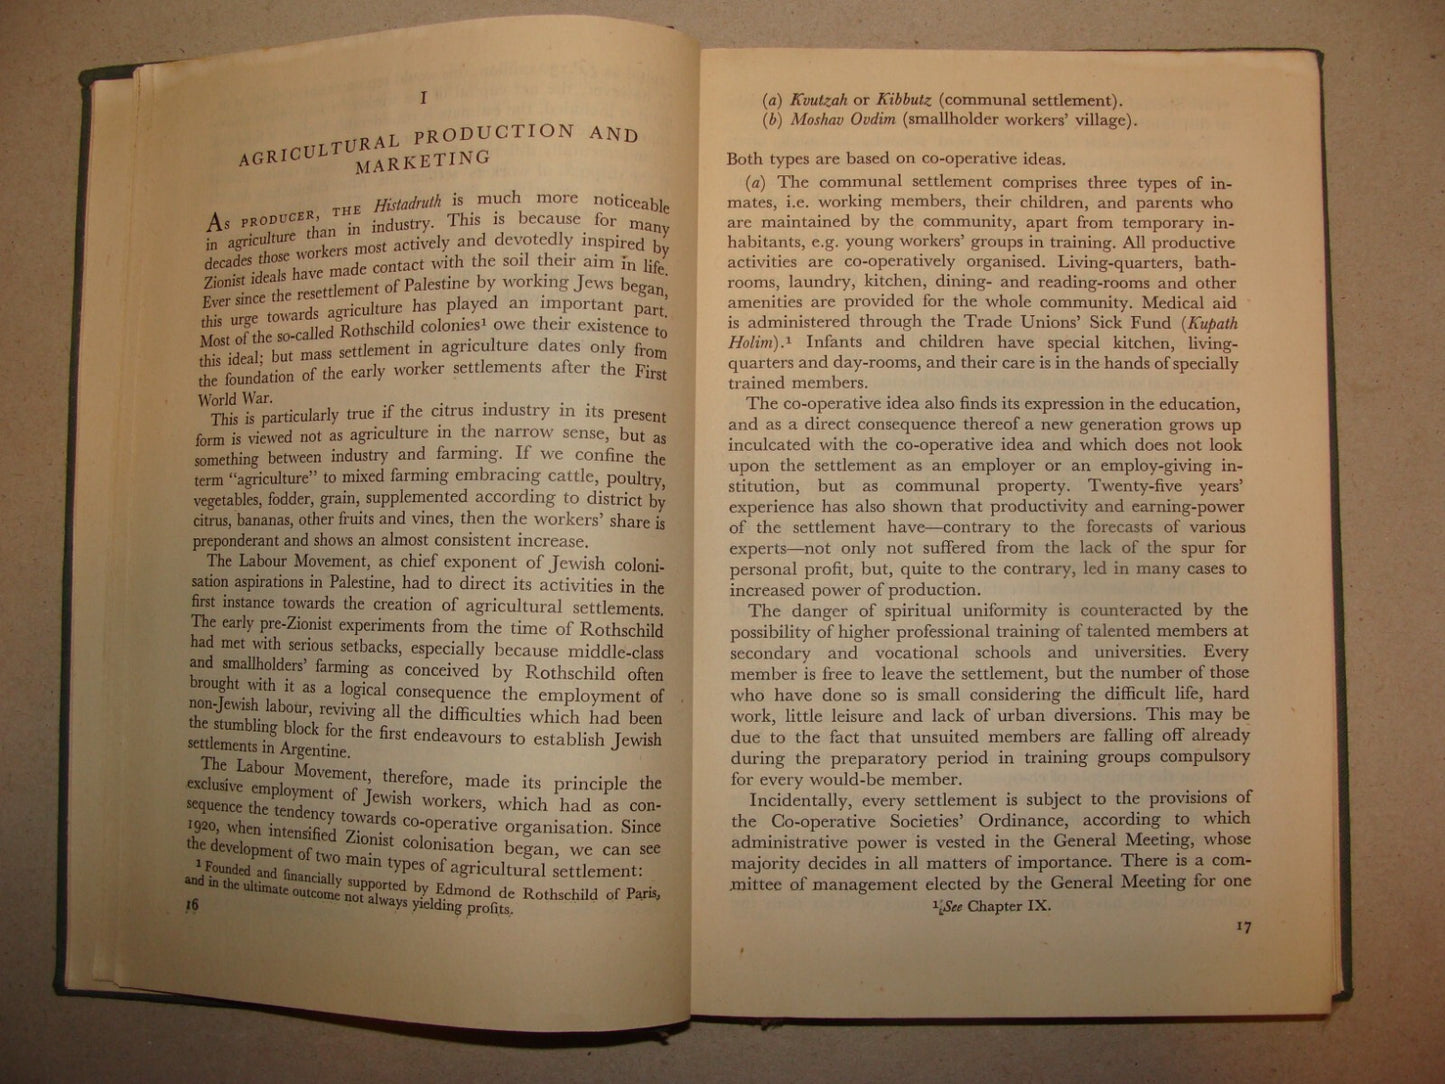 I
AGRICULTURAL PRODUCTION AND
MARKETING
As PRODUCER, THE Histadruth is much more noticeable
in agriculture than in industry. This is because for many
decades those workers most actively and devotedly inspired by
Zionist ideals have made contact with the soil their aim in life.
Ever since the resettlement of Palestine by working Jews began,
this urge towards agriculture has played an important part.
Most of the so-called Rothschild colonies¹ owe their existence to
this ideal; but mass settlement in agriculture dates only from
the foundation of the early worker settlements after the First
World War.
This is particularly true if the citrus industry in its present
form is viewed not as agriculture in the narrow sense, but as
something between industry and farming. If we confine the
term “agriculture” to mixed farming embracing cattle, poultry,
vegetables, fodder, grain, supplemented according to district by
citrus, bananas, other fruits and vines, then the workers’ share is
preponderant and shows an almost consistent increase.
The Labour Movement, as chief exponent of Jewish coloni-
sation aspirations in Palestine, had to direct its activities in the
first instance towards the creation of agricultural settlements.
The early pre-Zionist experiments from the time of Rothschild
had met with serious setbacks, especially because middle-class
and smallholders’ farming as conceived by Rothschild often
brought with it as a logical consequence the employment of
non-Jewish labour, reviving all the difficulties which had been
the stumbling block for the first endeavours to establish Jewish
settlements in Argentine.
The Labour Movement, therefore, made its principle the
exclusive employment of Jewish workers, which had as con-
sequence the tendency towards co-operative organisation. Since
1920, when intensified Zionist colonisation began, we can see
the development of two main types of agricultural settlement:
¹ Founded and financially supported by Edmond de Rothschild of Paris,
and in the ultimate outcome not always yielding profits.
16
(a) Kvutzah or Kibbutz (communal settlement).
(b) Moshav Ovdim (smallholder workers’ village).
Both types are based on co-operative ideas.
(a) The communal settlement comprises three types of in-
mates, i.e. working members, their children, and parents who
are maintained by the community, apart from temporary in-
habitants, e.g. young workers’ groups in training. All productive
activities are co-operatively organised. Living-quarters, bath-
rooms, laundry, kitchen, dining- and reading-rooms and other
amenities are provided for the whole community. Medical aid
is administered through the Trade Unions’ Sick Fund (Kupath
Holim).¹ Infants and children have special kitchen, living-
quarters and day-rooms, and their care is in the hands of specially
trained members.
The co-operative idea also finds its expression in the education,
and as a direct consequence thereof a new generation grows up
inculcated with the co-operative idea and which does not look
upon the settlement as an employer or an employ-giving in-
stitution, but as communal property. Twenty-five years’
experience has also shown that productivity and earning-power
of the settlement have—contrary to the forecasts of various
experts—not only not suffered from the lack of the spur for
personal profit, but, quite to the contrary, led in many cases to
increased power of production.
The danger of spiritual uniformity is counteracted by the
possibility of higher professional training of talented members at
secondary and vocational schools and universities. Every
member is free to leave the settlement, but the number of those
who have done so is small considering the difficult life, hard
work, little leisure and lack of urban diversions. This may be
due to the fact that unsuited members are falling off already
during the preparatory period in training groups compulsory
for every would-be member.
Incidentally, every settlement is subject to the provisions of
the Co-operative Societies’ Ordinance, according to which
administrative power is vested in the General Meeting, whose
majority decides in all matters of importance. There is a com-
mittee of management elected by the General Meeting for one
¹ See Chapter IX.
17